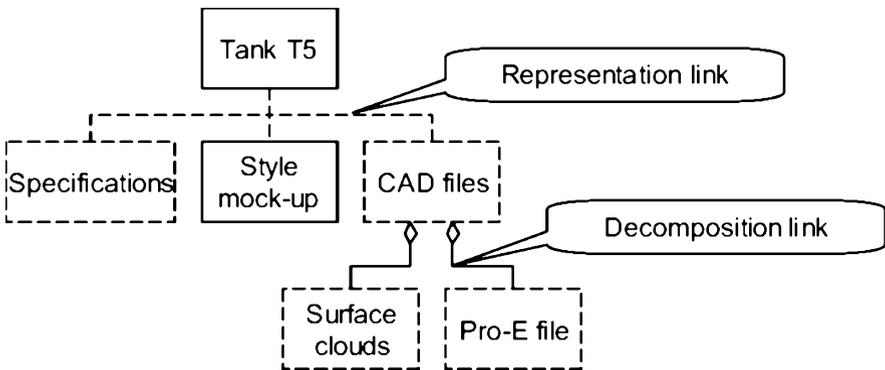 Tank T5
Representation link
Specifications
Style
mock-up
CAD files
Decomposition link
Surface
clouds
Pro-E file